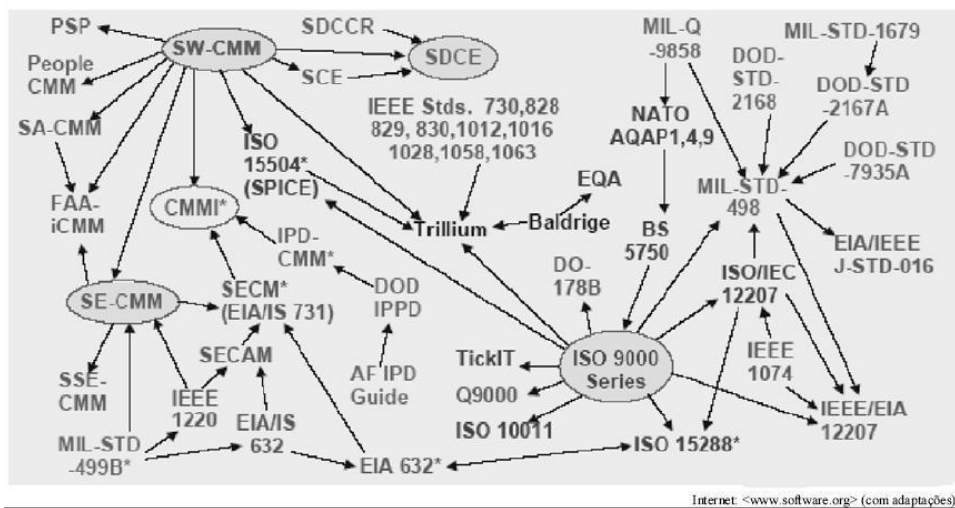 PSP
SW-CMM
SDCCR
SDCE
SCE
People
CMM
SA-CMM
FAA-
iCMM
ISO
15504*
(SPICE)
CMMI*
IPD-
CMM*
IEEE Stds. 730,828
829, 830,1012,1016
1028,1058,1063
MIL-Q
-9858
DOD-
STD-
2168
MIL-STD-1679
DOD-STD
-2167A
NATO
AQAP1,4,9
DOD-STD
-7935A
EQA
MIL-STD-
498
Trillium
Baldrige
BS
5750
EIA/IEEE
J-STD-016
SE-CMM
SECM*
(EIA/IS 731)
DOD
IPPD
DO-
178B
ISO/IEC
12207
SECAM
SSE-
CMM
IEEE
1220
AF IPD
Guide
TickIT
ISO 9000
Series
IEEE
1074
Q9000
ISO 10011
IEEE/EIA
12207
MIL-STD
-499B*
EIA/IS
632
EIA 632*
ISO 15288*
Internet: <www.software.org> (com adaptações)